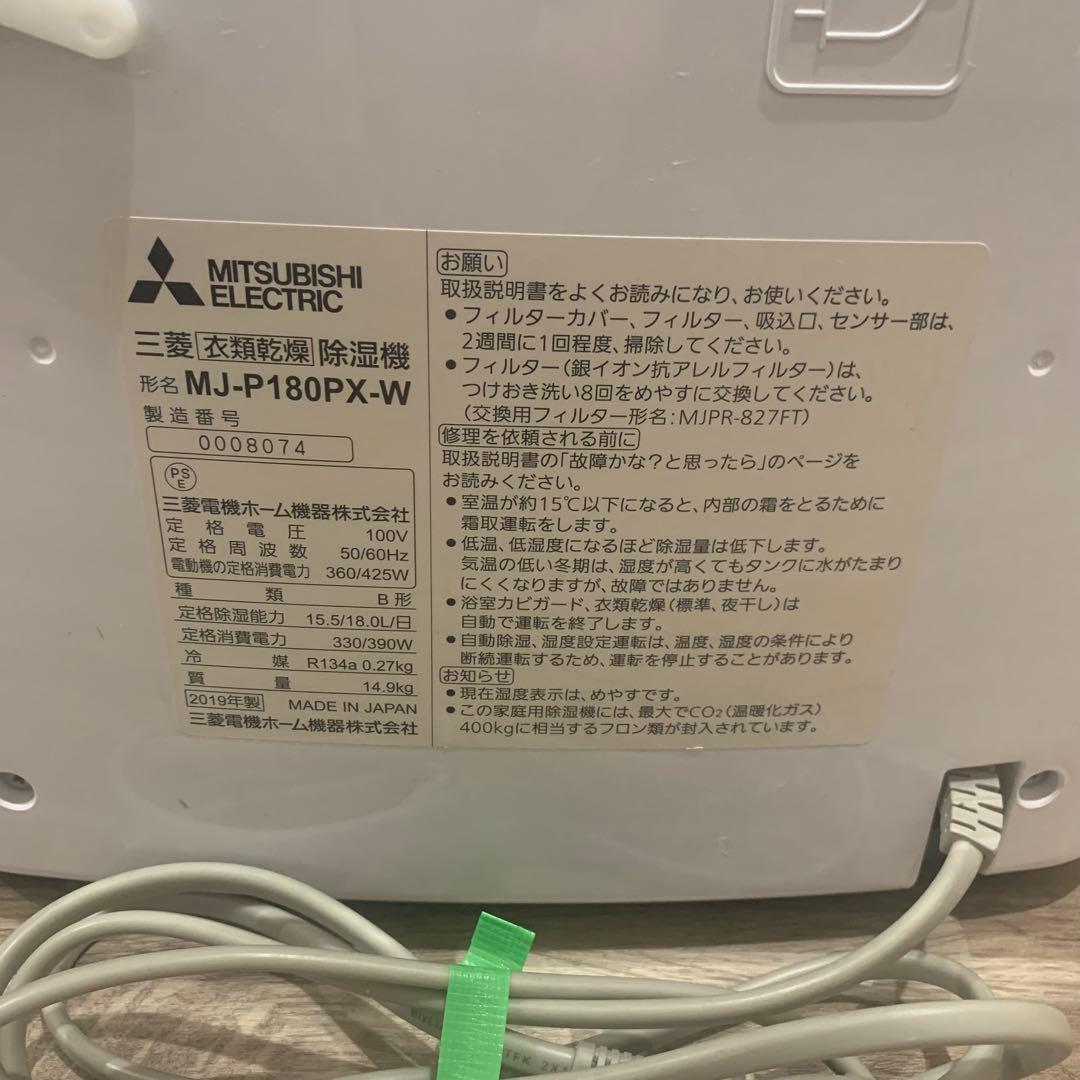 MITSUBISHI
ELECTRIC
三菱 衣類乾燥 除湿機
形名 MJ-P180PX-W
製造番号
0008074
PS
E
三菱電機ホーム機器株式会社
定格電圧 100V
定格周波数 50/60Hz
電動機の定格消費電力 360/425W
種類 B形
定格除湿能力 15.5/18.0L/日
定格消費電力 330/390W
冷媒 R134a 0.27kg
質量 14.9kg
2019年製 MADE IN JAPAN
三菱電機ホーム機器株式会社
お願い
取扱説明書をよくお読みになり、お使いください。
●フィルターカバー、フィルター、吸込口、センサー部は、
2週間に1回程度、掃除してください。
●フィルター(銀イオン抗アレルフィルター)は、
つけおき洗い8回をめやすに交換してください。
(交換用フィルター形名:MJPR-827FT)
修理を依頼される前に
取扱説明書の「故障かな?と思ったら」のページを
お読みください。
●室温が約15℃以下になると、内部の霜をとるために
霜取運転をします。
●低温、低湿度になるほど除湿量は低下します。
気温の低い冬期は、湿度が高くてもタンクに水がたまり
にくくなりますが、故障ではありません。
●浴室カビガード、衣類乾燥(標準、夜干し)は
自動で運転を終了します。
●自動除湿、湿度設定運転は、温度、湿度の条件により
断続運転するため、運転を停止することがあります。
お知らせ
●現在湿度表示は、めやすです。
●この家庭用除湿機には、最大でCO2(温暖化ガス)
400kgに相当するフロン類が封入されています。